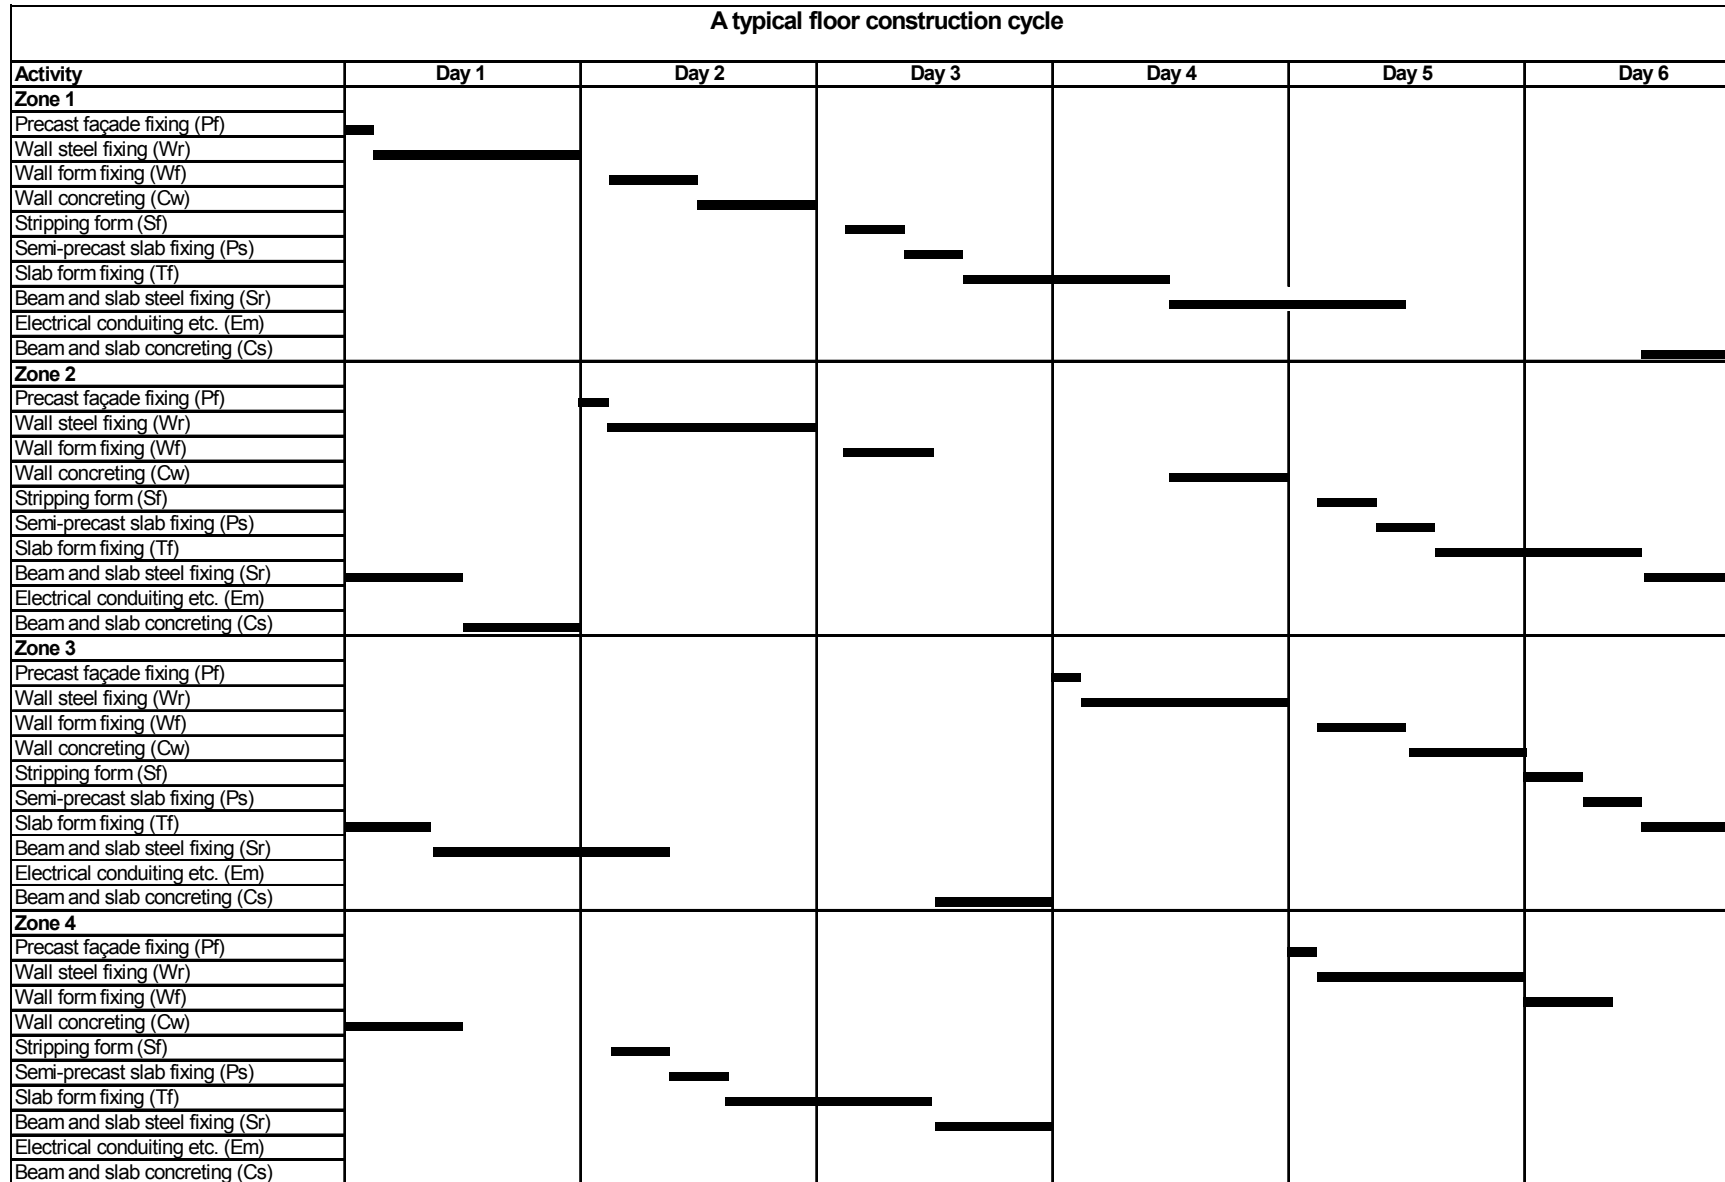 A typical floor construction cycle
Activity Day 1 Day 2 Day 3 Day 4 Day 5 Day 6
Zone 1
Precast façade fixing (Pf)
Wall steel fixing (Wr)
Wall form fixing (Wf)
Wall concreting (Cw)
Stripping form (Sf)
Semi-precast slab fixing (Ps)
Slab form fixing (Tf)
Beam and slab steel fixing (Sr)
Electrical conduiting etc. (Em)
Beam and slab concreting (Cs)
Zone 2
Precast façade fixing (Pf)
Wall steel fixing (Wr)
Wall form fixing (Wf)
Wall concreting (Cw)
Stripping form (Sf)
Semi-precast slab fixing (Ps)
Slab form fixing (Tf)
Beam and slab steel fixing (Sr)
Electrical conduiting etc. (Em)
Beam and slab concreting (Cs)
Zone 3
Precast façade fixing (Pf)
Wall steel fixing (Wr)
Wall form fixing (Wf)
Wall concreting (Cw)
Stripping form (Sf)
Semi-precast slab fixing (Ps)
Slab form fixing (Tf)
Beam and slab steel fixing (Sr)
Electrical conduiting etc. (Em)
Beam and slab concreting (Cs)
Zone 4
Precast façade fixing (Pf)
Wall steel fixing (Wr)
Wall form fixing (Wf)
Wall concreting (Cw)
Stripping form (Sf)
Semi-precast slab fixing (Ps)
Slab form fixing (Tf)
Beam and slab steel fixing (Sr)
Electrical conduiting etc. (Em)
Beam and slab concreting (Cs)